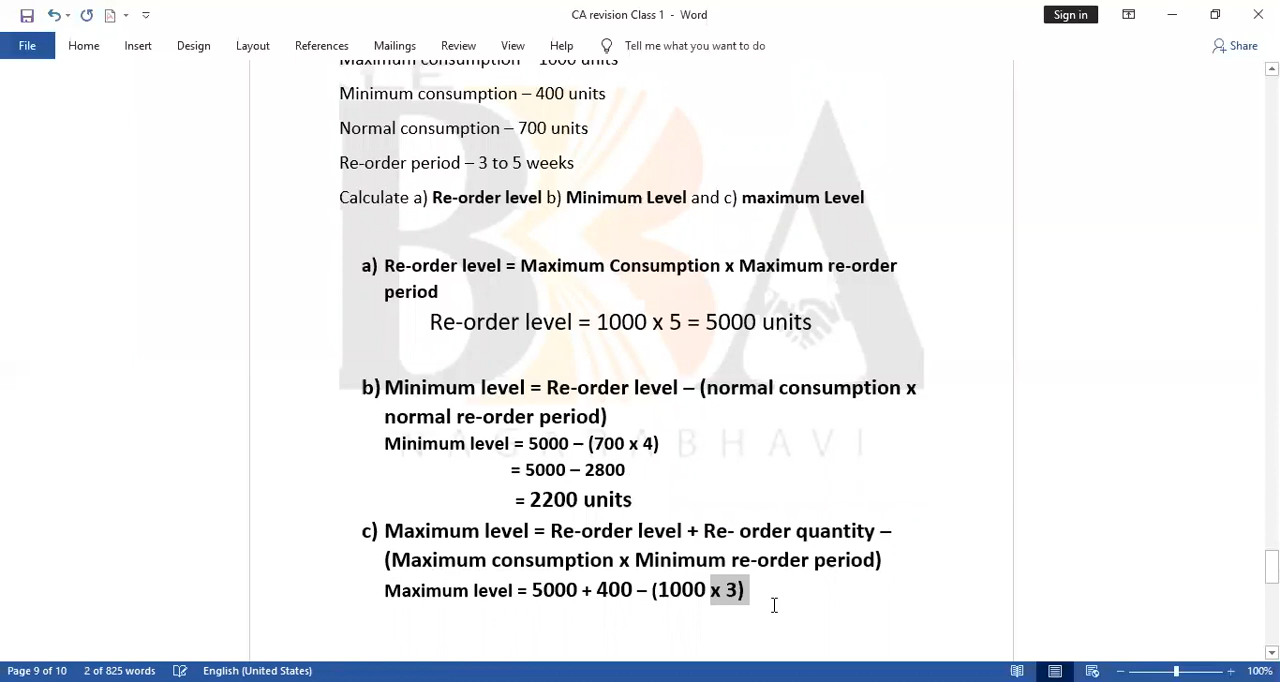 CA revision Class 1 - Word
Sign in
File Home Insert Design Layout References Mailings Review View Help Tell me what you want to do Share
Maximum consumption – 1000 units
Minimum consumption – 400 units
Normal consumption – 700 units
Re-order period – 3 to 5 weeks
Calculate a) Re-order level b) Minimum Level and c) maximum Level
a) Re-order level = Maximum Consumption x Maximum re-order
period
Re-order level = 1000 x 5 = 5000 units
b) Minimum level = Re-order level – (normal consumption x
normal re-order period)
Minimum level = 5000 – (700 x 4)
= 5000 – 2800
= 2200 units
c) Maximum level = Re-order level + Re- order quantity –
(Maximum consumption x Minimum re-order period)
Maximum level = 5000 + 400 – (1000 x 3)
BA
NAGARABHAVI
Page 9 of 10 2 of 825 words English (United States) 100%